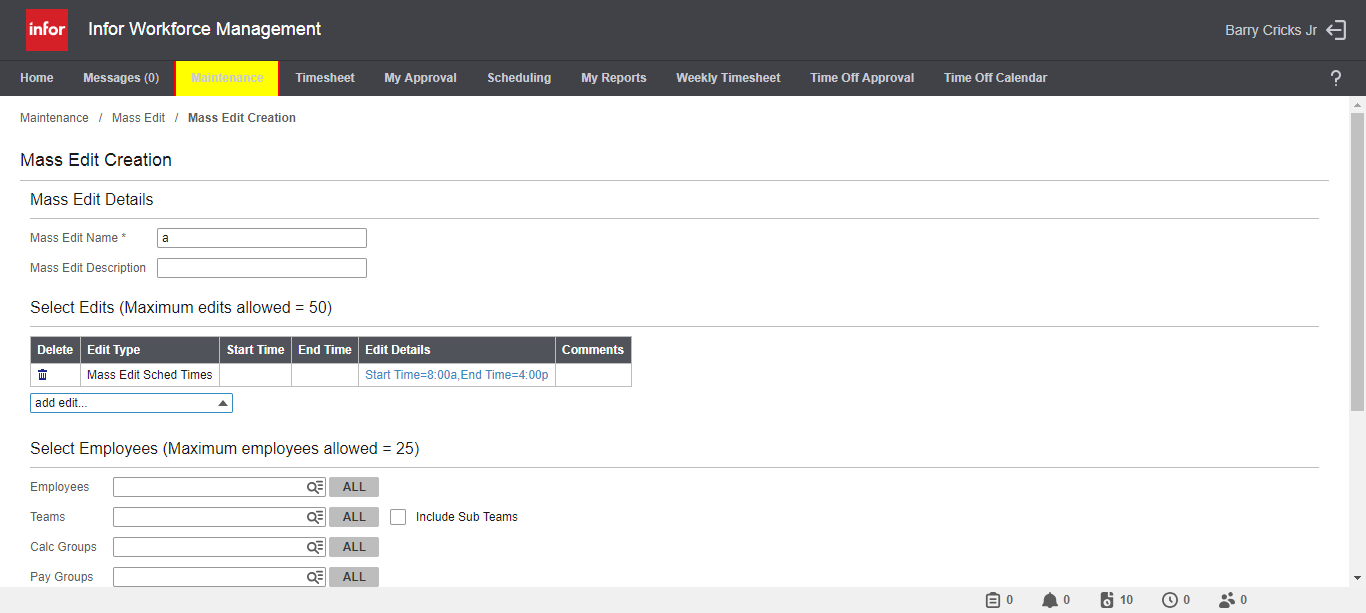 infor Infor Workforce Management Barry Cricks Jr
Home Messages (0) Maintenance Timesheet My Approval Scheduling My Reports Weekly Timesheet Time Off Approval Time Off Calendar ?
Maintenance / Mass Edit / Mass Edit Creation
Mass Edit Creation
Mass Edit Details
Mass Edit Name * a
Mass Edit Description
Select Edits (Maximum edits allowed = 50)
Delete Edit Type Start Time End Time Edit Details Comments
Mass Edit Sched Times Start Time=8:00a,End Time=4:00p
add edit...
Select Employees (Maximum employees allowed = 25)
Employees ALL
Teams ALL Include Sub Teams
Calc Groups ALL
Pay Groups ALL
0 0 10 0 0